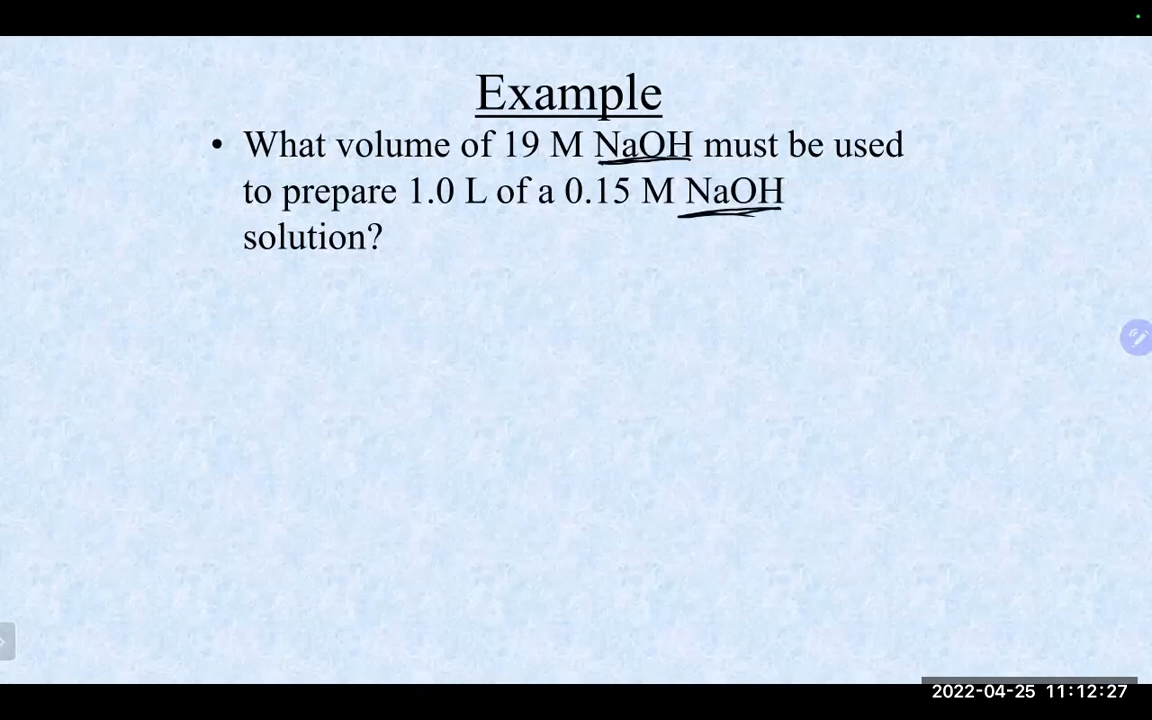 Example
• What volume of 19 M NaOH must be used
to prepare 1.0 L of a 0.15 M NaOH
solution?
2022-04-25 11:12:27